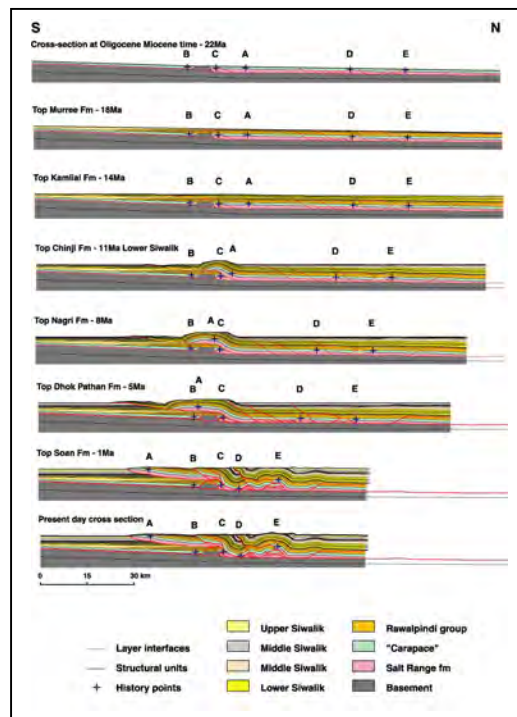 S N
Cross-section at Oligocene Miocene time - 22Ma
B C A D E
Top Murree Fm - 18Ma
B C A D E
Top Kamlial Fm - 14Ma
B C A D E
Top Chinji Fm - 11Ma Lower Siwalik
B C A D E
Top Nagri Fm - 8Ma
B A C D E
Top Dhok Pathan Fm - 5Ma
A
B C D E
Top Soan Fm - 1Ma
A B C D E
Present day cross section
A B C D E
0 15 30 km
Upper Siwalik Rawalpindi group
Layer interfaces Middle Siwalik "Carapace"
Structural units Middle Siwalik Salt Range fm
History points Lower Siwalik Basement